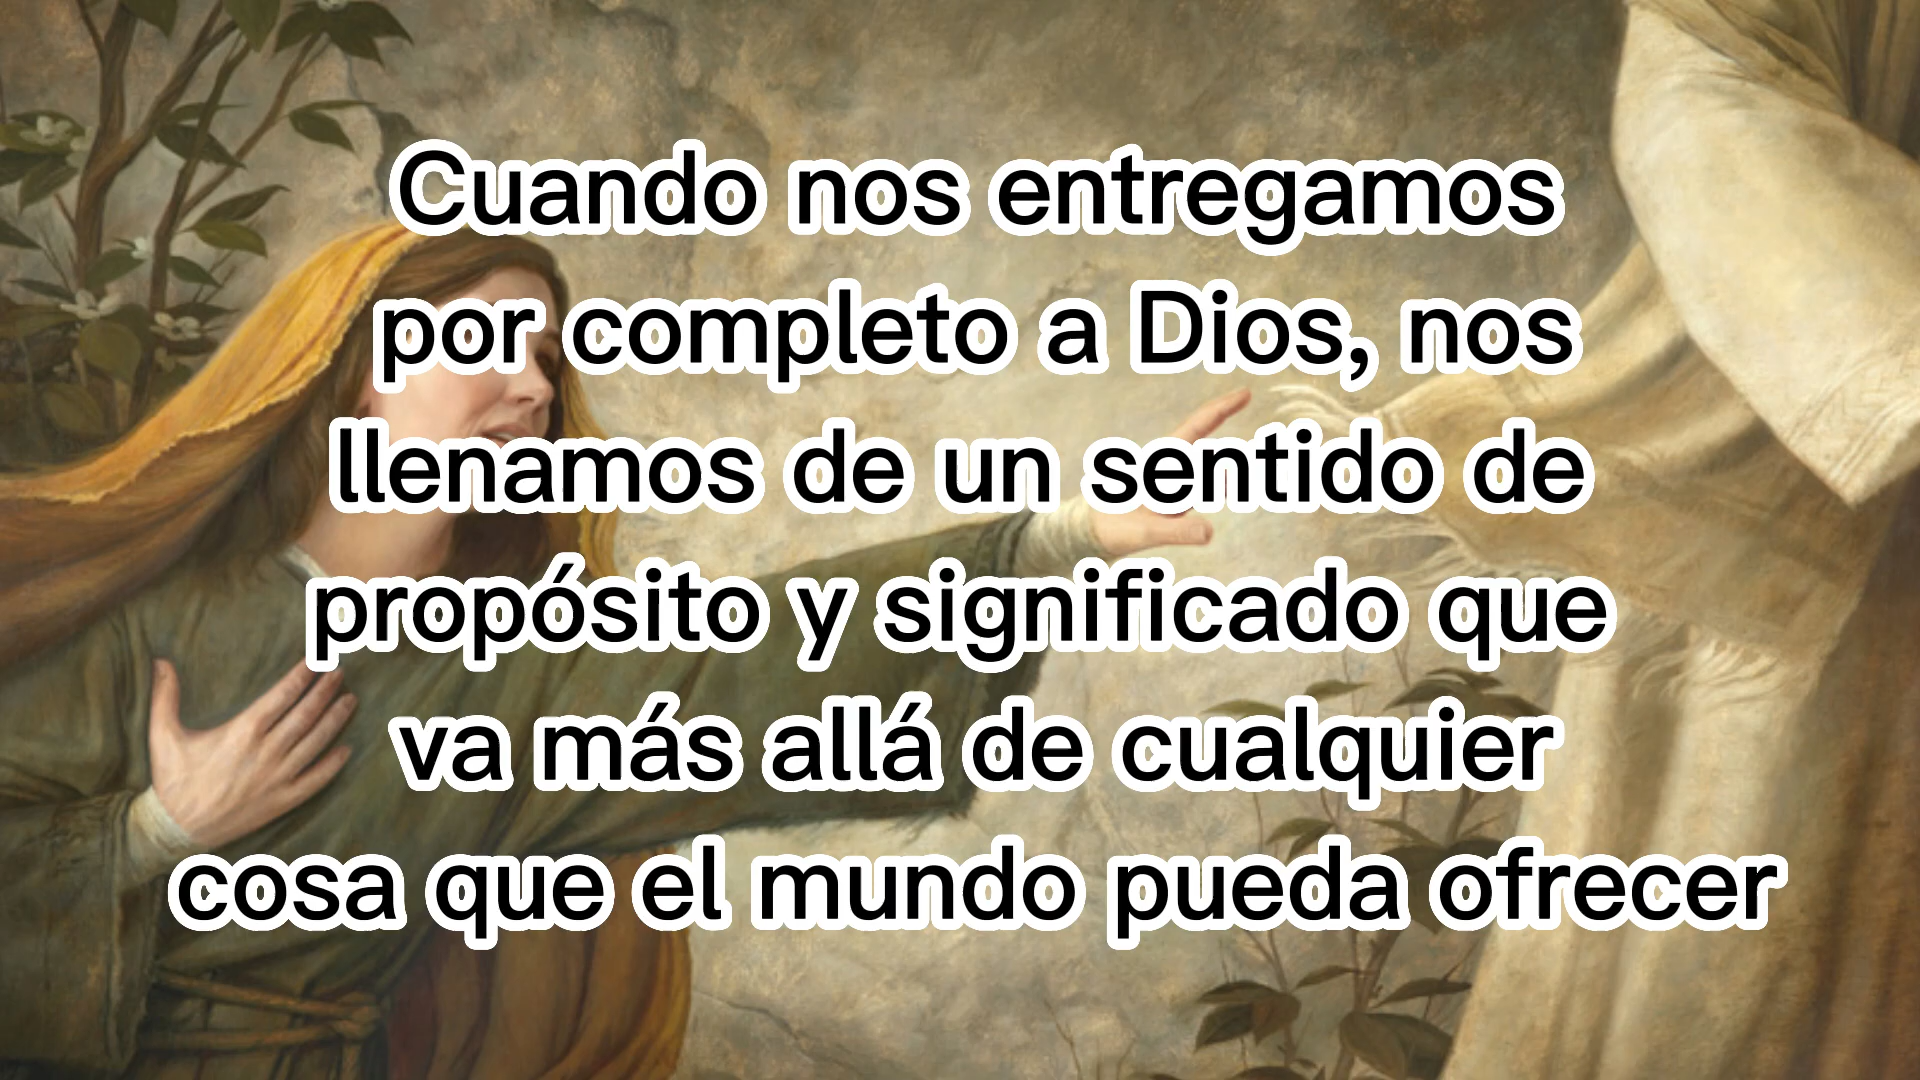 Cuando nos entregamos
por completo a Dios, nos
llenamos de un sentido de
propósito y significado que
va más allá de cualquier
cosa que el mundo pueda ofrecer